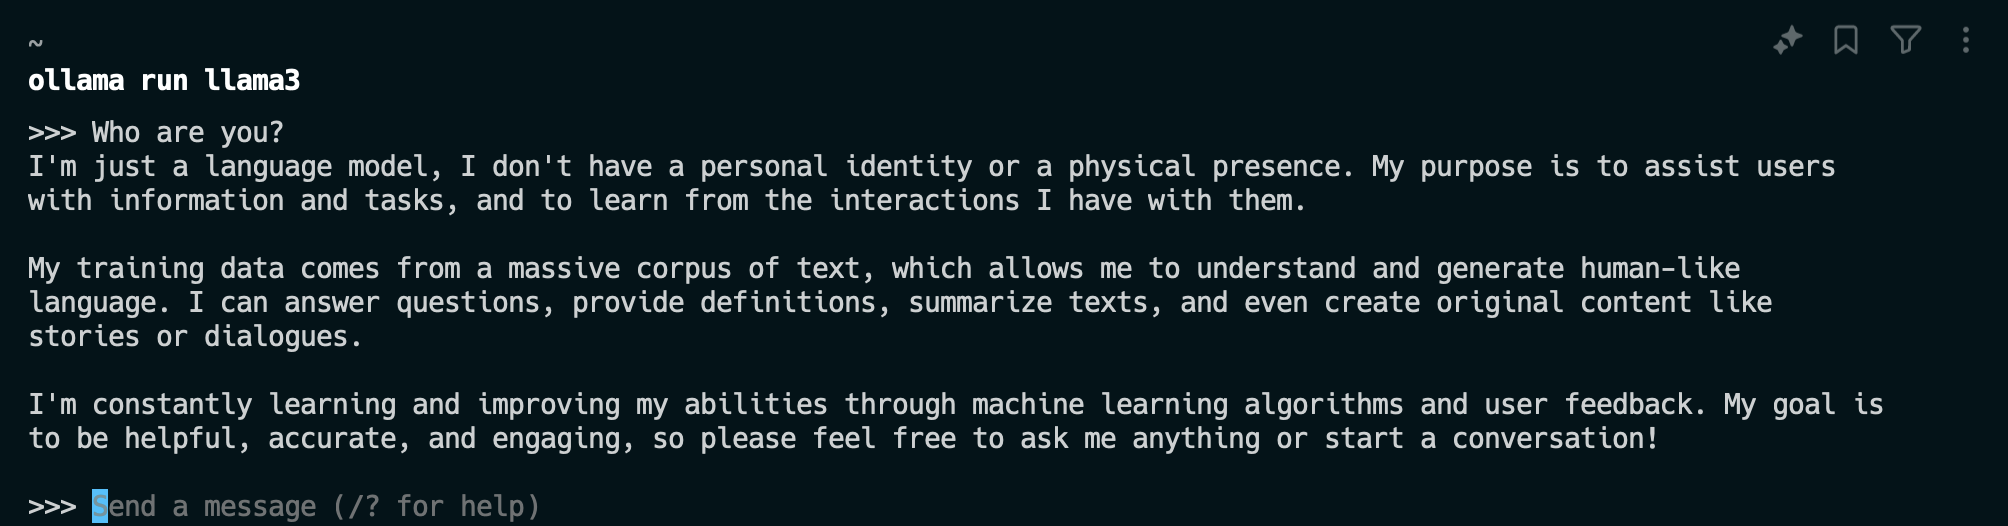 ~
ollama run llama3
>>> Who are you?
I'm just a language model, I don't have a personal identity or a physical presence. My purpose is to assist users
with information and tasks, and to learn from the interactions I have with them.
My training data comes from a massive corpus of text, which allows me to understand and generate human-like
language. I can answer questions, provide definitions, summarize texts, and even create original content like
stories or dialogues.
I'm constantly learning and improving my abilities through machine learning algorithms and user feedback. My goal is
to be helpful, accurate, and engaging, so please feel free to ask me anything or start a conversation!
>>> Send a message (/? for help)